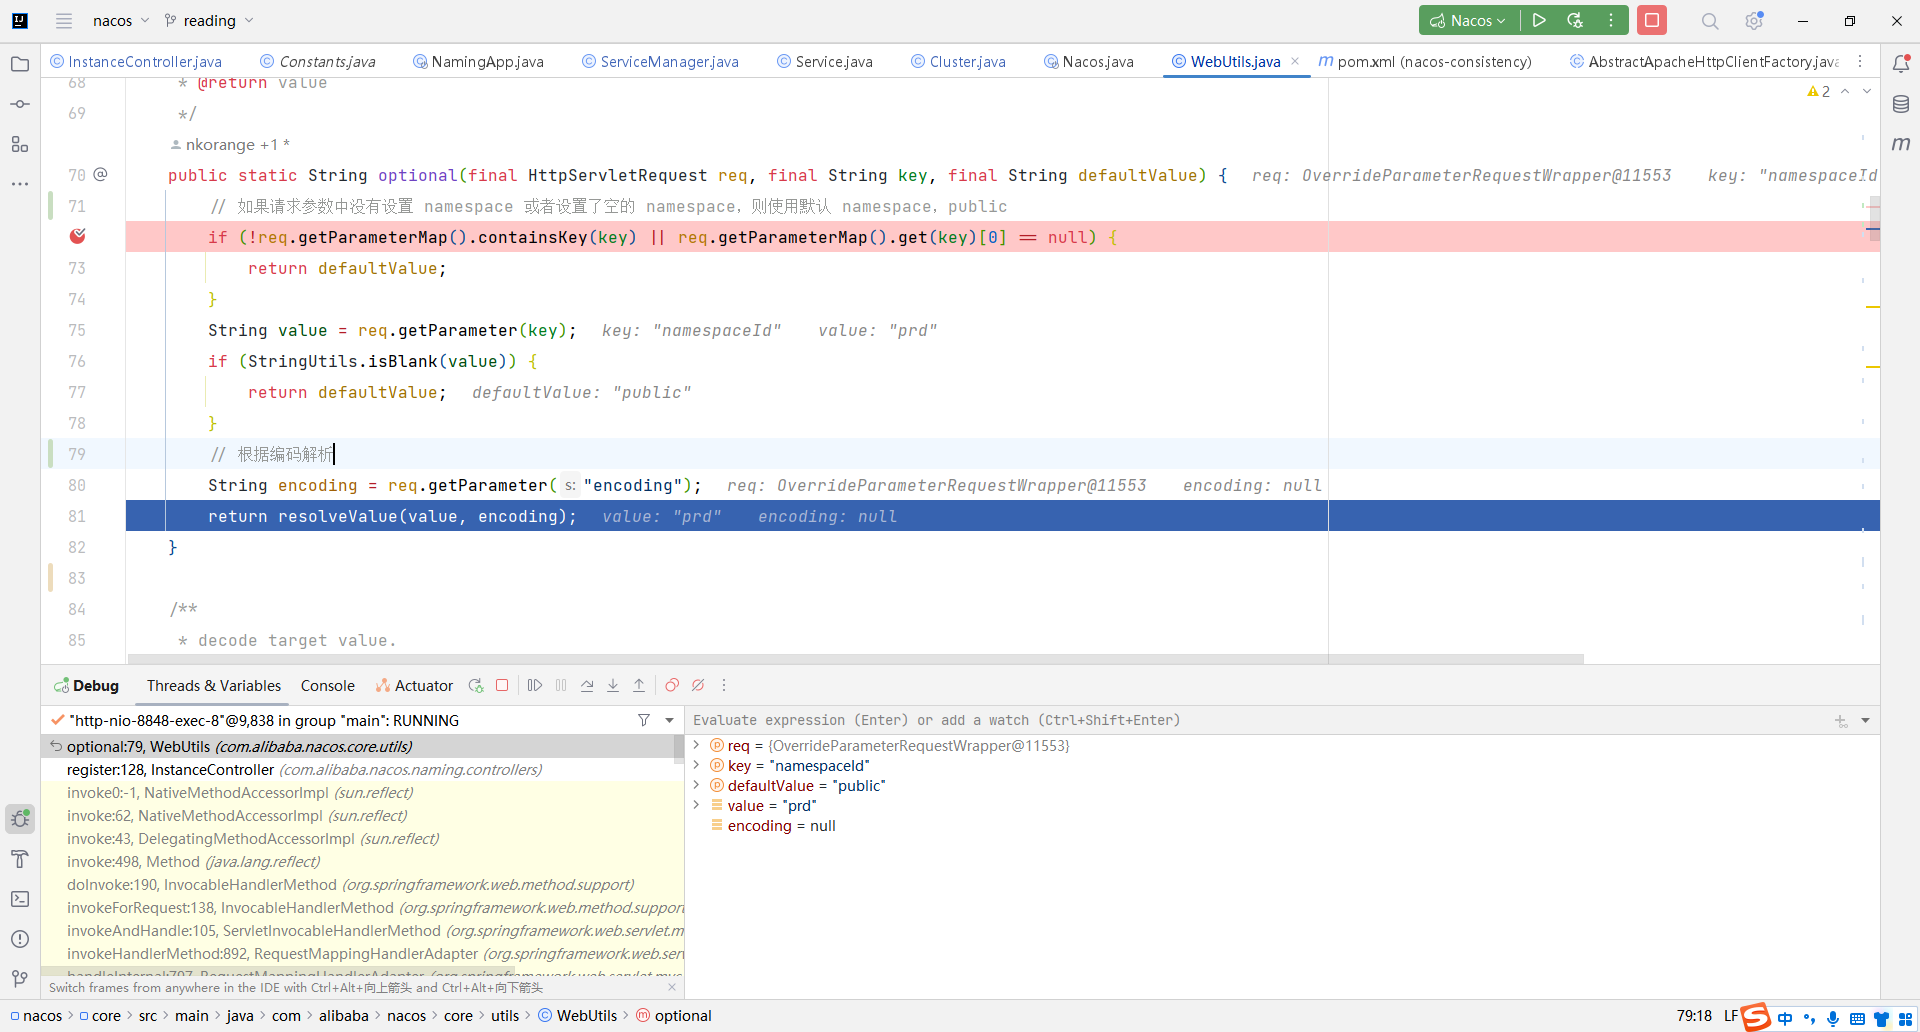 nacos reading Nacos
InstanceController.java Constants.java NamingApp.java ServiceManager.java Service.java Cluster.java Nacos.java WebUtils.java pom.xml (nacos-consistency) AbstractApacheHttpClientFactory.java
68 * @return value
2
69 */
nkorange +1 *
70 @ public static String optional(final HttpServletRequest req, final String key, final String defaultValue) { req: OverrideParameterRequestWrapper@11553 key: "namespaceId
71 // 如果请求参数中没有设置 namespace 或者设置了空的 namespace，则使用默认 namespace，public
if (!req.getParameterMap().containsKey(key) || req.getParameterMap().get(key)[0] == null) {
73 return defaultValue;
74 }
75 String value = req.getParameter(key); key: "namespaceId" value: "prd"
76 if (StringUtils.isBlank(value)) {
77 return defaultValue; defaultValue: "public"
78 }
79 // 根据编码解析
80 String encoding = req.getParameter( s: "encoding"); req: OverrideParameterRequestWrapper@11553 encoding: null
81 return resolveValue(value, encoding); value: "prd" encoding: null
82 }
83
84 /**
85 * decode target value.
Debug Threads & Variables Console Actuator
"http-nio-8848-exec-8"@9,838 in group "main": RUNNING
optional:79, WebUtils (com.alibaba.nacos.core.utils)
register:128, InstanceController (com.alibaba.nacos.naming.controllers)
invoke0:-1, NativeMethodAccessorImpl (sun.reflect)
invoke:62, NativeMethodAccessorImpl (sun.reflect)
invoke:43, DelegatingMethodAccessorImpl (sun.reflect)
invoke:498, Method (java.lang.reflect)
doInvoke:190, InvocableHandlerMethod (org.springframework.web.method.support)
invokeForRequest:138, InvocableHandlerMethod (org.springframework.web.method.support
invokeAndHandle:105, ServletInvocableHandlerMethod (org.springframework.web.servlet.m
invokeHandlerMethod:892, RequestMappingHandlerAdapter (org.springframework.web.serv
handleInternal:797, RequestMappingHandlerAdapter (org.springframework.web.servlet.mvc
Switch frames from anywhere in the IDE with Ctrl+Alt+向上箭头 and Ctrl+Alt+向下箭头
Evaluate expression (Enter) or add a watch (Ctrl+Shift+Enter)
req = {OverrideParameterRequestWrapper@11553}
key = "namespaceId"
defaultValue = "public"
value = "prd"
encoding = null
nacos > core > src > main > java > com > alibaba > nacos > core > utils > WebUtils > optional
79:18 LF 中